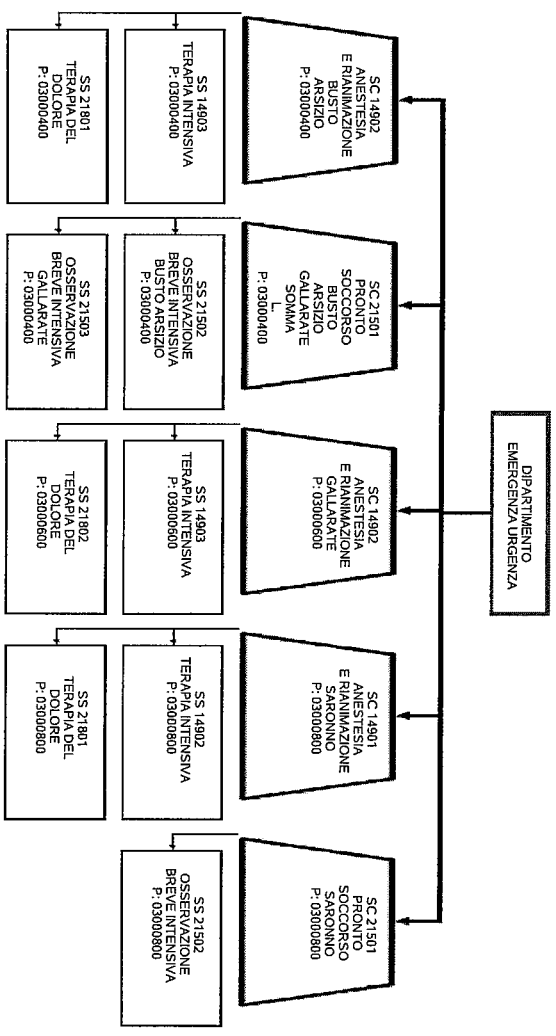 DIPARTIMENTO
EMERGENZA URGENZA
SC 14902
ANESTESIA
E RIANIMAZIONE
BUSTO
ARSIZIO
P: 03000400
SS 14903
TERAPIA INTENSIVA
P: 03000400
SS 21801
TERAPIA DEL
DOLORE
P: 03000400
SC 21501
PRONTO
SOCCORSO
BUSTO
ARSIZIO
GALLARATE
SOMMA
L.
P: 03000400
SS 21502
OSSERVAZIONE
BREVE INTENSIVA
BUSTO ARSIZIO
P: 03000400
SS 21503
OSSERVAZIONE
BREVE INTENSIVA
GALLARATE
P: 03000400
SC 14902
ANESTESIA
E RIANIMAZIONE
GALLARATE
P: 03000600
SS 14903
TERAPIA INTENSIVA
P: 03000600
SS 21802
TERAPIA DEL
DOLORE
P: 03000600
SC 14901
ANESTESIA
E RIANIMAZIONE
SARONNO
P: 03000800
SS 14902
TERAPIA INTENSIVA
P: 03000800
SS 21801
TERAPIA DEL
DOLORE
P: 03000800
SC 21501
PRONTO
SOCCORSO
SARONNO
P: 03000800
SS 21502
OSSERVAZIONE
BREVE INTENSIVA
P: 03000800